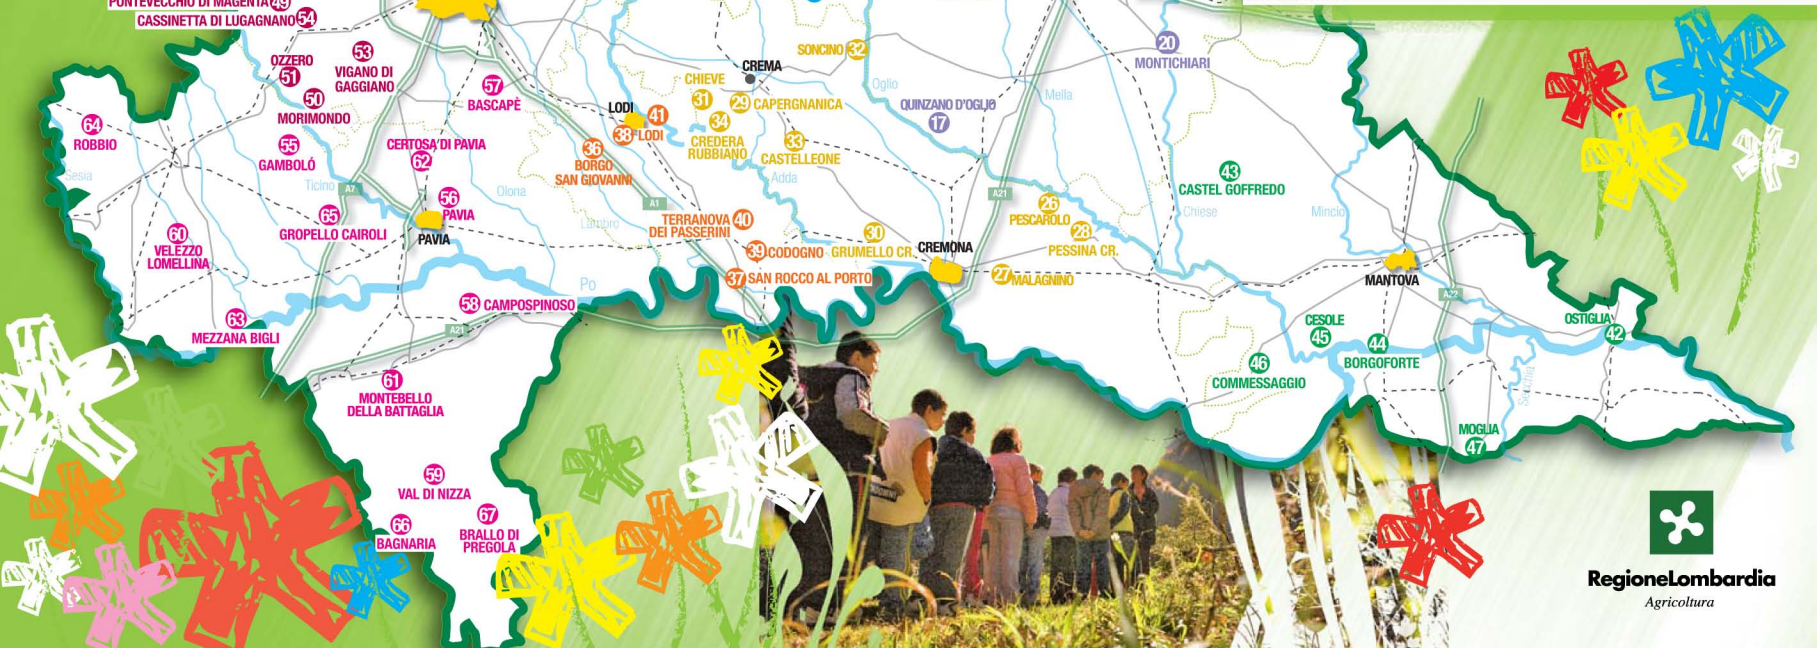 PONTEVECCHIO DI MAGENTA 49
CASSINETTA DI LUGAGNANO 54
OZZERO
51
53
VIGANO DI
GAGGIANO
50
MORIMONDO
57
BASCAPÈ
64
ROBBIO
55
GAMBOLÓ
CERTOSA DI PAVIA
62
Sesia
Ticino
A7
56
PAVIA
PAVIA
65
GROPELLO CAIROLI
60
VELEZZO
LOMELLINA
Olona
Lambro
Po
63
MEZZANA BIGLI
58 CAMPOSPINOSO
A21
61
MONTEBELLO
DELLA BATTAGLIA
59
VAL DI NIZZA
66
BAGNARIA
67
BRALLO DI
PREGOLA
SONCINO 32
CREMA
CHIEVE
31
29 CAPERGNANICA
34
CREDERA
RUBBIANO
33
CASTELLEONE
LODI
41
38 LODI
36
BORGO
SAN GIOVANNI
A1
Adda
TERRANOVA
DEI PASSERINI
40
39 CODOGNO
37 SAN ROCCO AL PORTO
30
GRUMELLO CR.
CREMONA
Oglio
QUINZANO D'OGLIO
17
Mella
20
MONTICHIARI
A21
26
PESCAROLO
28
PESSINA CR.
27 MALAGNINO
43
CASTEL GOFFREDO
Chiese
Mincio
MANTOVA
A22
CESOLE
45
44
BORGOFORTE
46
COMMESSAGGIO
OSTIGLIA
42
Secchia
MOGLIA
47
RegioneLombardia
Agricoltura